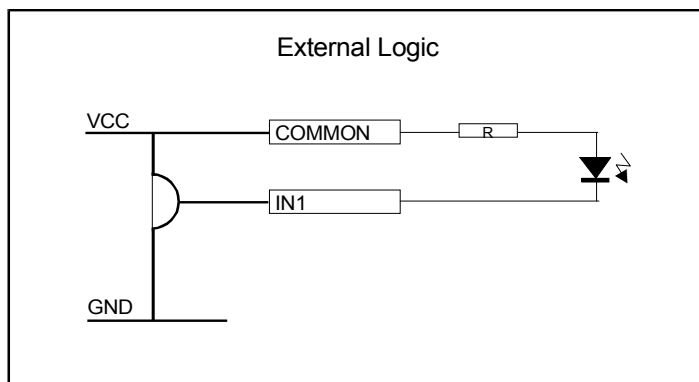 External Logic
VCC
COMMON
R
IN1
GND